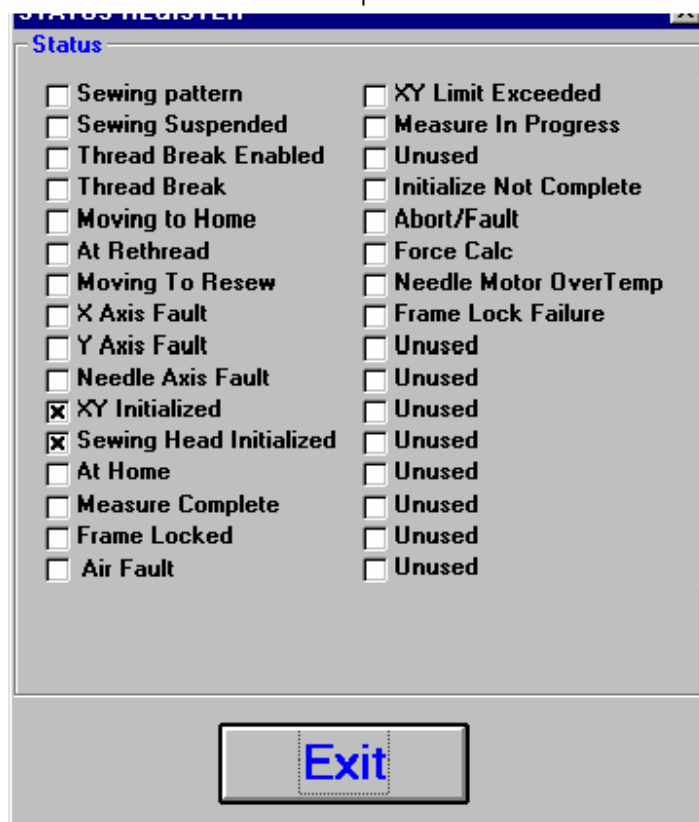 STATUS REGISTER
Status
Sewing pattern
Sewing Suspended
Thread Break Enabled
Thread Break
Moving to Home
At Rethread
Moving To Resew
X Axis Fault
Y Axis Fault
Needle Axis Fault
XY Initialized
Sewing Head Initialized
At Home
Measure Complete
Frame Locked
Air Fault
XY Limit Exceeded
Measure In Progress
Unused
Initialize Not Complete
Abort/Fault
Force Calc
Needle Motor OverTemp
Frame Lock Failure
Unused
Unused
Unused
Unused
Unused
Unused
Unused
Unused
Exit